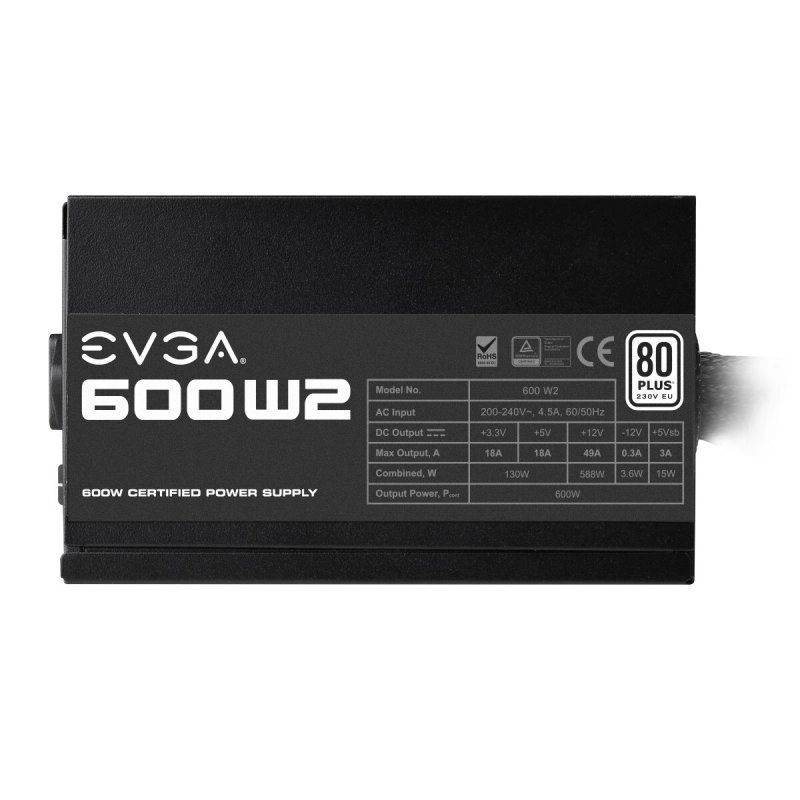 EVGA®
600 W2
600W CERTIFIED POWER SUPPLY
RoHS
CE
80
PLUS®
230V EU
Model No. 600 W2
AC Input 200-240V~, 4.5A, 60/50Hz
DC Output +3.3V +5V +12V -12V +5Vsb
Max Output, A 18A 18A 49A 0.3A 3A
Combined, W 130W 588W 3.6W 15W
Output Power, Pcont 600W